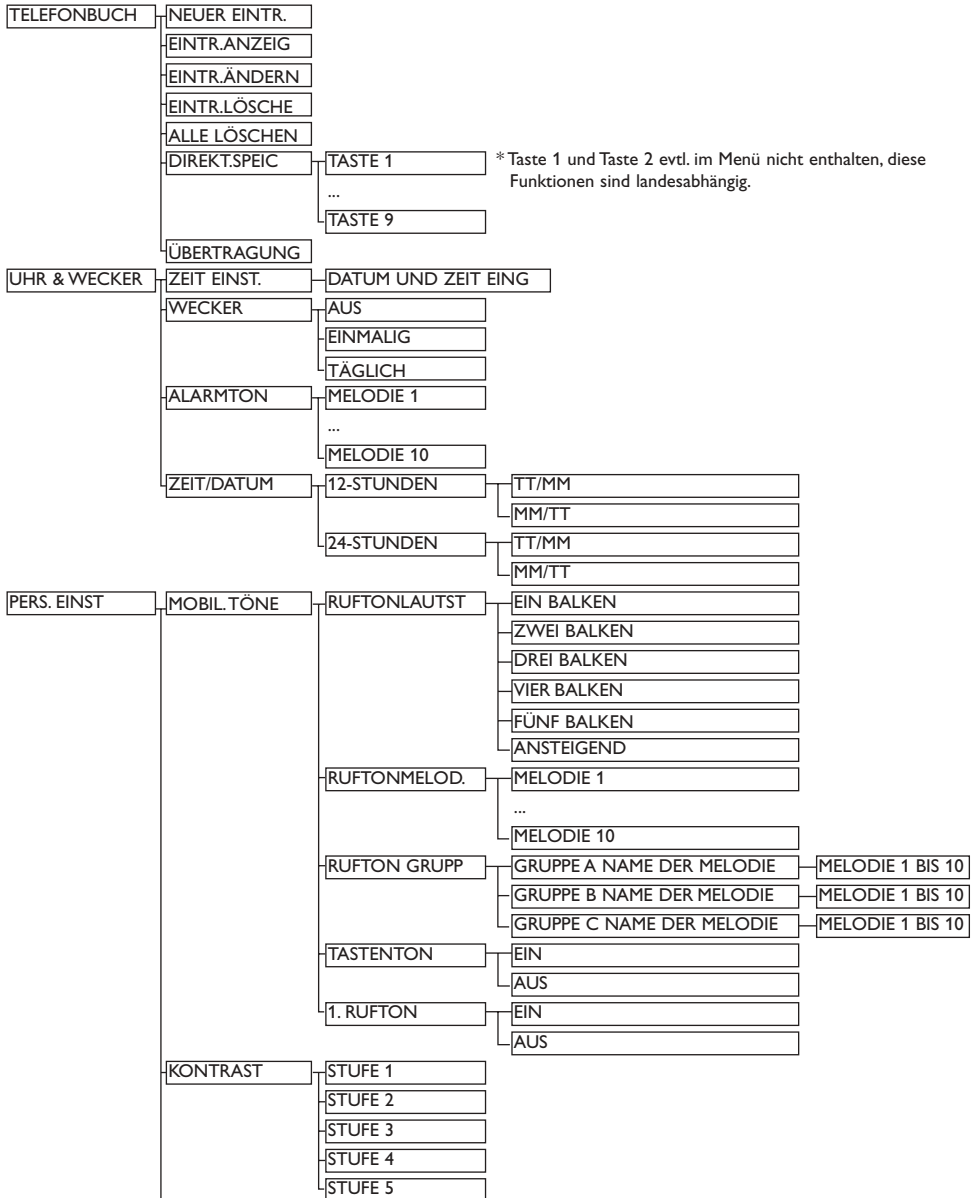 TELEFONBUCH NEUER EINTR.
EINTR.ANZEIG
EINTR.ÄNDERN
EINTR.LÖSCHE
ALLE LÖSCHEN
DIREKT.SPEIC TASTE 1 * Taste 1 und Taste 2 evtl. im Menü nicht enthalten, diese
... Funktionen sind landesabhängig.
TASTE 9
ÜBERTRAGUNG
UHR & WECKER ZEIT EINST. DATUM UND ZEIT EING
WECKER AUS
EINMALIG
TÄGLICH
ALARMTON MELODIE 1
...
MELODIE 10
ZEIT/DATUM 12-STUNDEN TT/MM
MM/TT
24-STUNDEN TT/MM
MM/TT
PERS. EINST MOBIL.TÖNE RUFTONLAUTST EIN BALKEN
ZWEI BALKEN
DREI BALKEN
VIER BALKEN
FÜNF BALKEN
ANSTEIGEND
RUFTONMELOD. MELODIE 1
...
MELODIE 10
RUFTON GRUPP GRUPPE A NAME DER MELODIE MELODIE 1 BIS 10
GRUPPE B NAME DER MELODIE MELODIE 1 BIS 10
GRUPPE C NAME DER MELODIE MELODIE 1 BIS 10
TASTENTON EIN
AUS
1. RUFTON EIN
AUS
KONTRAST STUFE 1
STUFE 2
STUFE 3
STUFE 4
STUFE 5